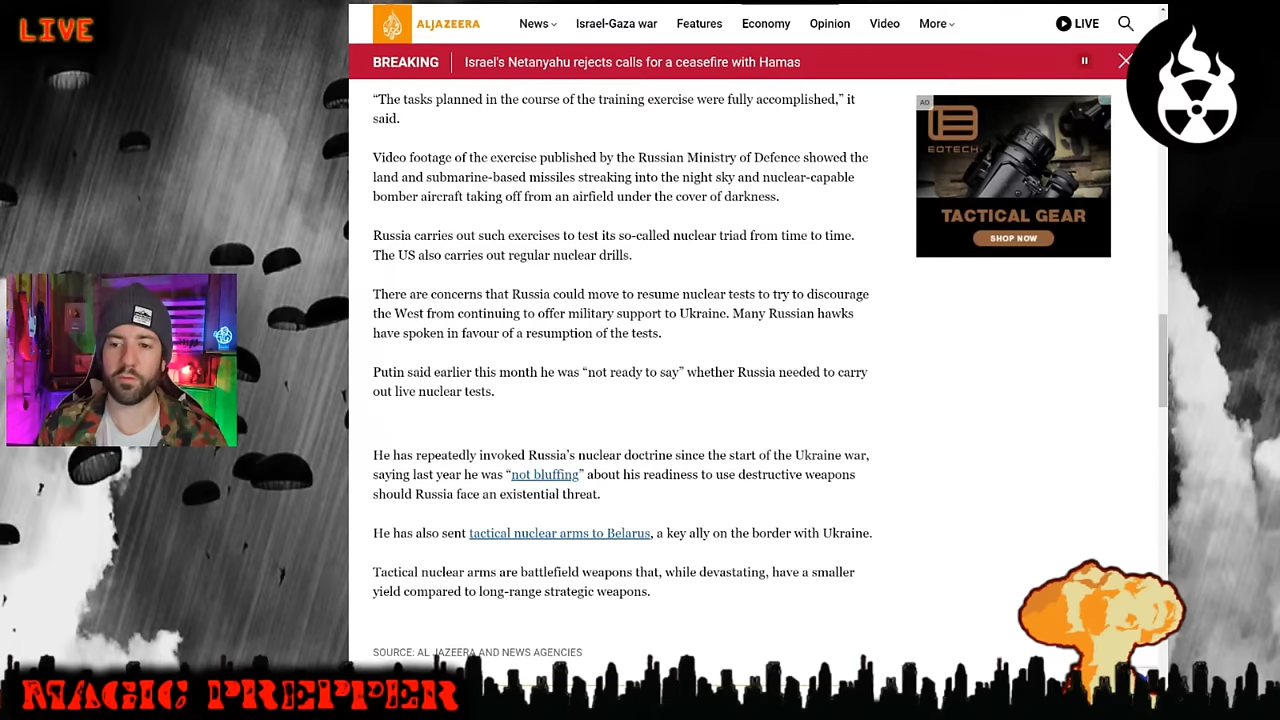 LIVE
ALJAZEERA
News
Israel-Gaza war
Features
Economy
Opinion
Video
More
LIVE
BREAKING
Israel's Netanyahu rejects calls for a ceasefire with Hamas
“The tasks planned in the course of the training exercise were fully accomplished,” it
said.
Video footage of the exercise published by the Russian Ministry of Defence showed the
land and submarine-based missiles streaking into the night sky and nuclear-capable
bomber aircraft taking off from an airfield under the cover of darkness.
Russia carries out such exercises to test its so-called nuclear triad from time to time.
The US also carries out regular nuclear drills.
There are concerns that Russia could move to resume nuclear tests to try to discourage
the West from continuing to offer military support to Ukraine. Many Russian hawks
have spoken in favour of a resumption of the tests.
Putin said earlier this month he was “not ready to say” whether Russia needed to carry
out live nuclear tests.
He has repeatedly invoked Russia’s nuclear doctrine since the start of the Ukraine war,
saying last year he was “not bluffing” about his readiness to use destructive weapons
should Russia face an existential threat.
He has also sent tactical nuclear arms to Belarus, a key ally on the border with Ukraine.
Tactical nuclear arms are battlefield weapons that, while devastating, have a smaller
yield compared to long-range strategic weapons.
SOURCE: AL JAZEERA AND NEWS AGENCIES
AD
EOTECH
TACTICAL GEAR
SHOP NOW
MAGIC PREPPER